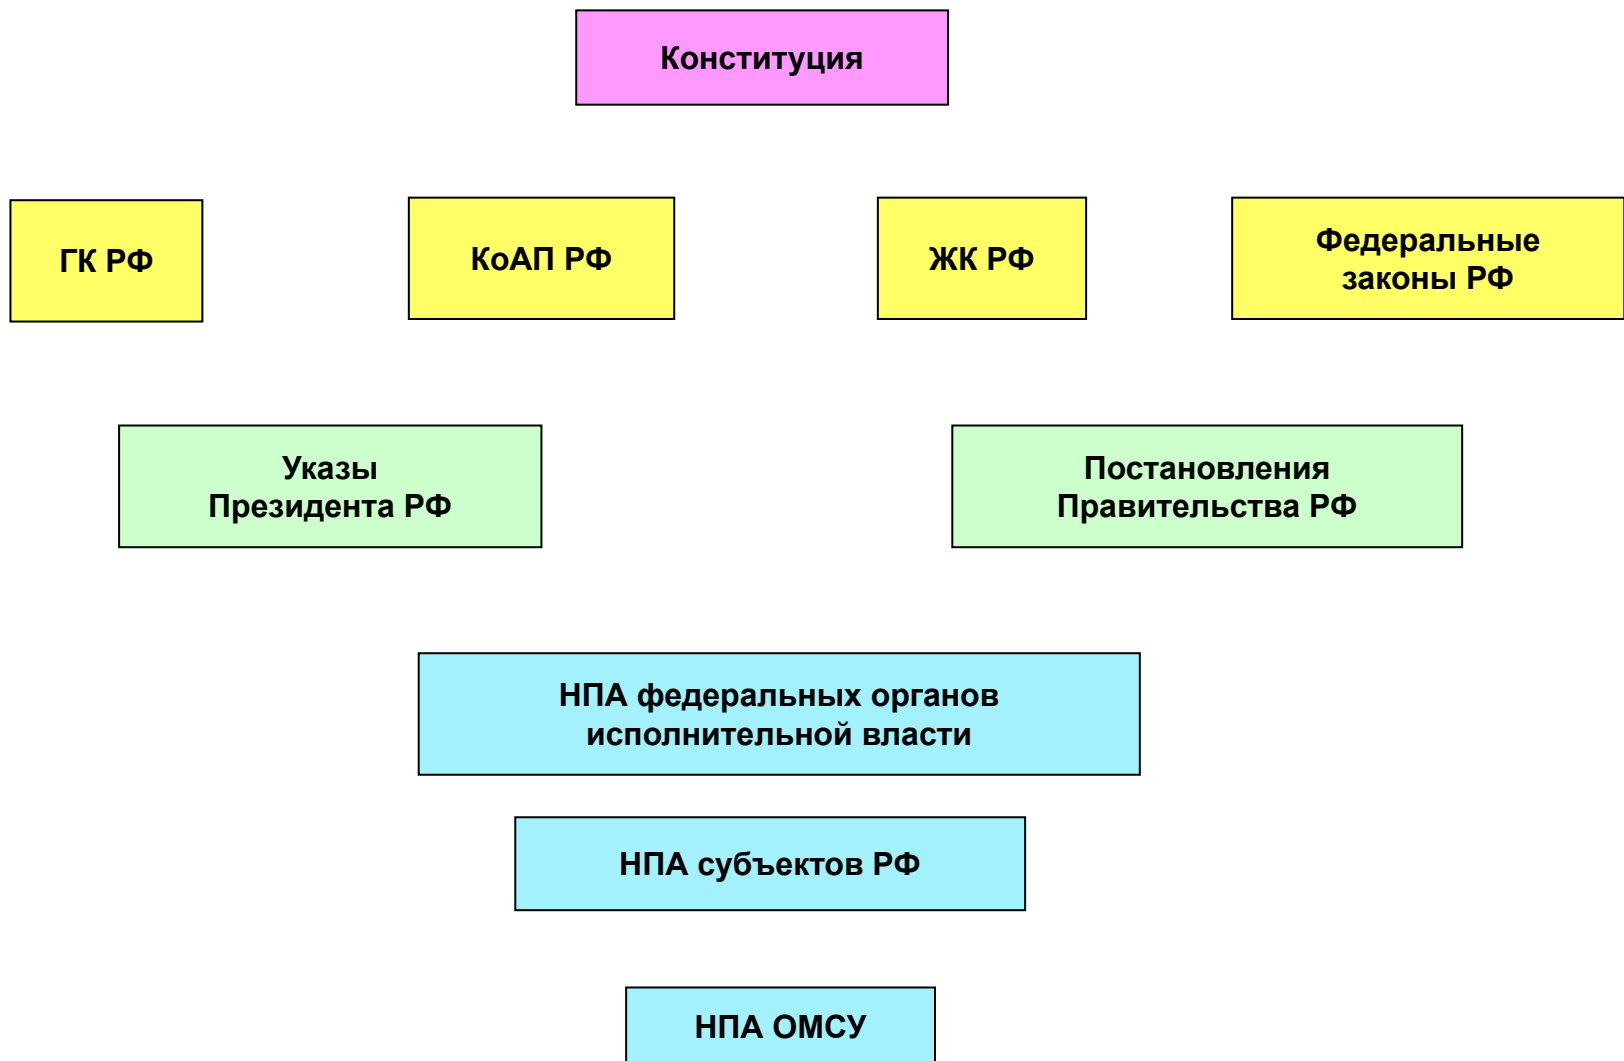 Конституция
ГК РФ
КоАП РФ
ЖК РФ
Федеральные
законы РФ
Указы
Президента РФ
Постановления
Правительства РФ
НПА федеральных органов
исполнительной власти
НПА субъектов РФ
НПА ОМСУ